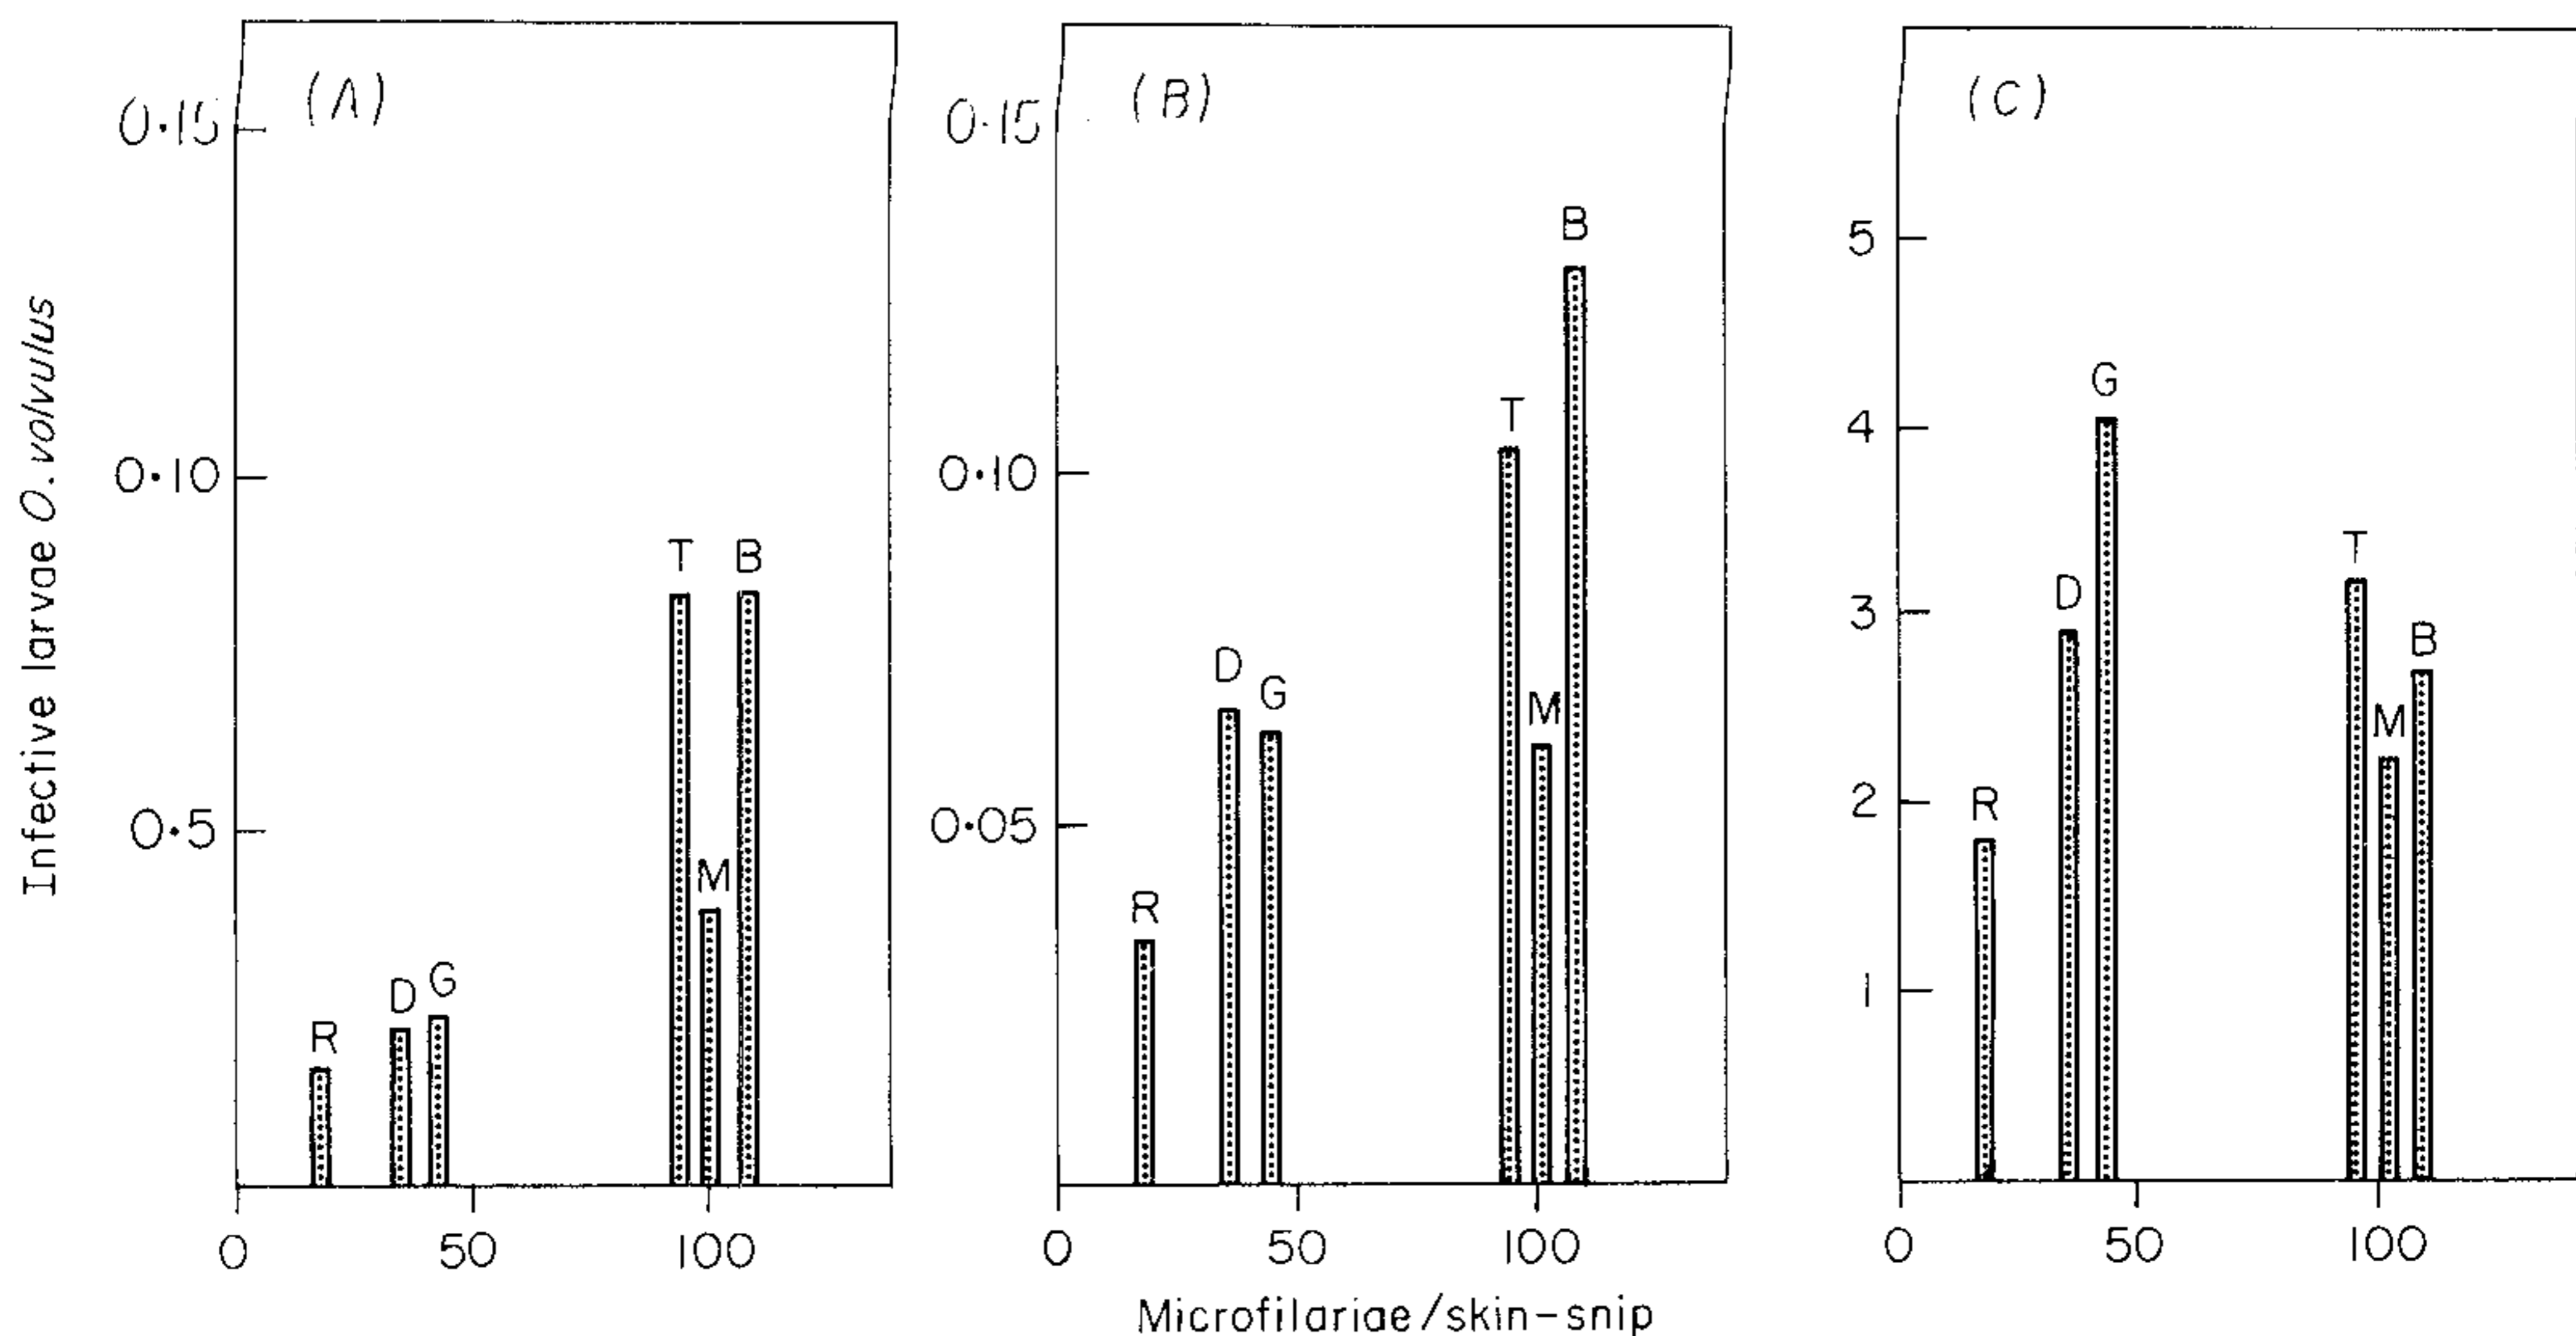 Infective larvae O. volvulus
(A)
0·15
0·10
0·5
R
D
G
T
M
B
0
50
100
(B)
0·15
0·10
0·05
R
D
G
T
M
B
0
50
100
(C)
5
4
3
2
1
R
D
G
T
M
B
0
50
100
Microfilariae/skin-snip